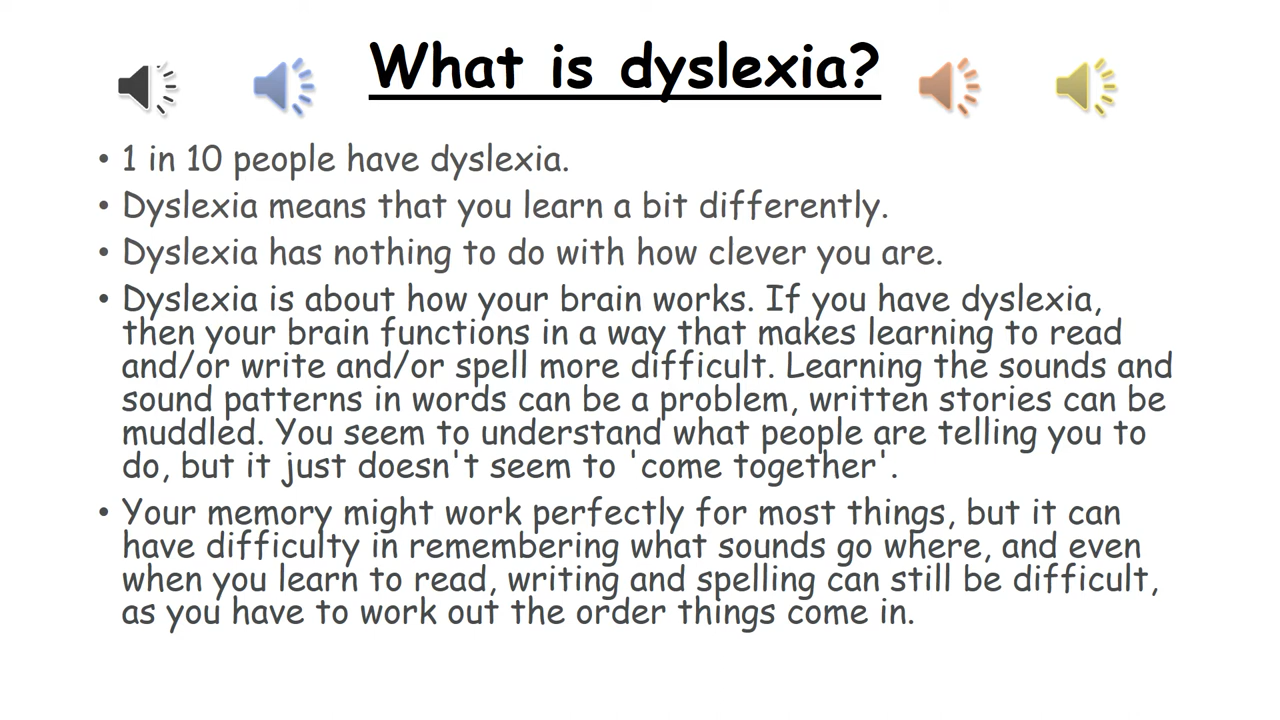 What is dyslexia?
• 1 in 10 people have dyslexia.
• Dyslexia means that you learn a bit differently.
• Dyslexia has nothing to do with how clever you are.
• Dyslexia is about how your brain works. If you have dyslexia,
then your brain functions in a way that makes learning to read
and/or write and/or spell more difficult. Learning the sounds and
sound patterns in words can be a problem, written stories can be
muddled. You seem to understand what people are telling you to
do, but it just doesn't seem to 'come together'.
• Your memory might work perfectly for most things, but it can
have difficulty in remembering what sounds go where, and even
when you learn to read, writing and spelling can still be difficult,
as you have to work out the order things come in.